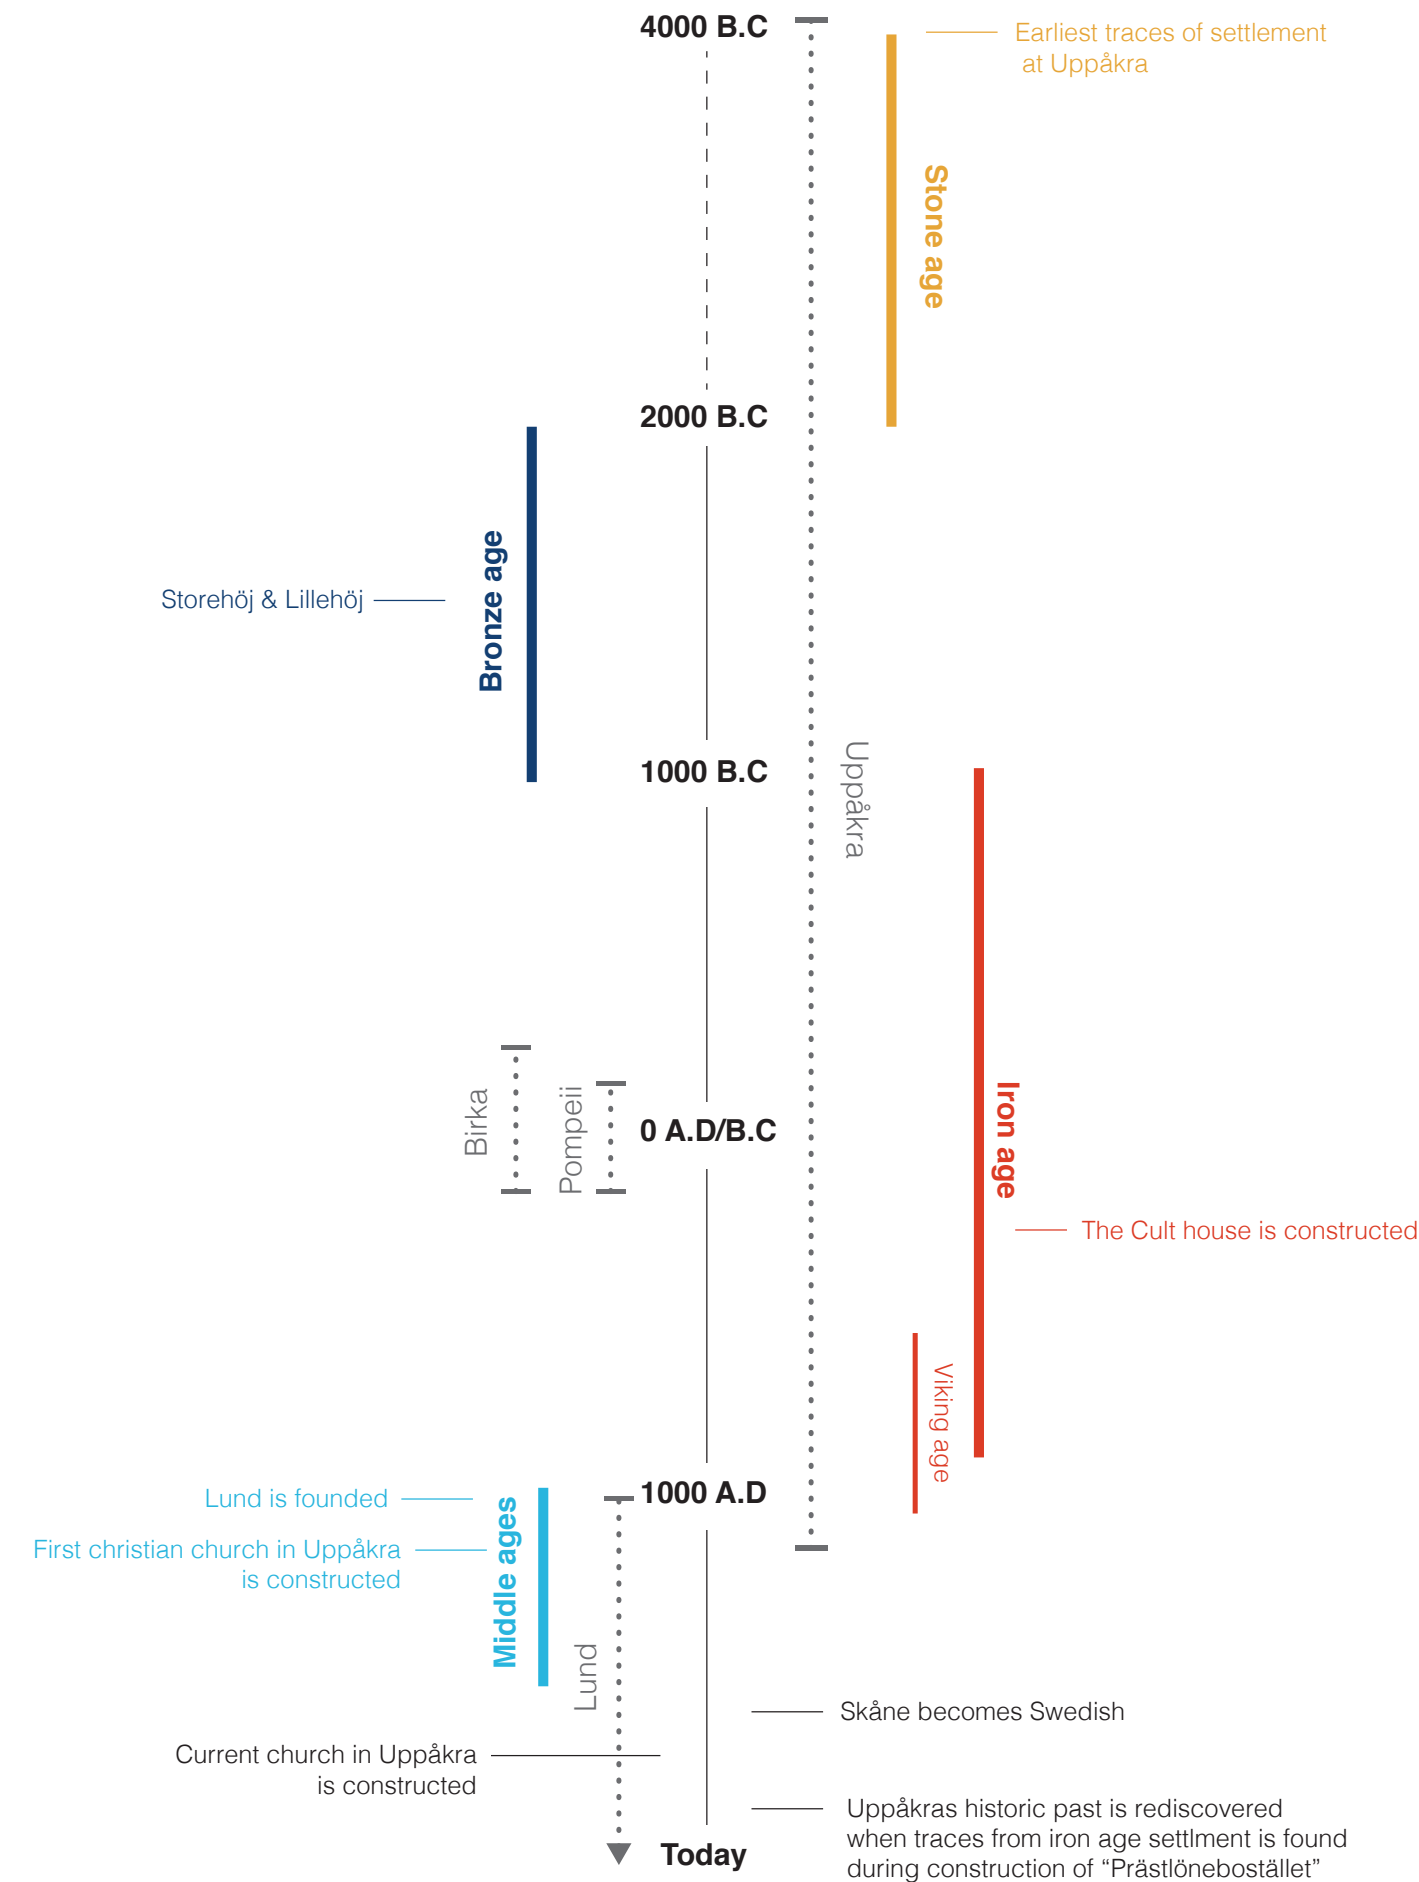 4000 B.C
Earliest traces of settlement
at Uppåkra
Stone age
2000 B.C
Bronze age
Storehöj & Lillehöj
1000 B.C
Uppåkra
Birka
Pompeii
0 A.D/B.C
Iron age
The Cult house is constructed
Viking age
1000 A.D
Lund is founded
First christian church in Uppåkra
is constructed
Middle ages
Lund
Skåne becomes Swedish
Current church in Uppåkra
is constructed
Uppåkras historic past is rediscovered
when traces from iron age settlment is found
during construction of “Prästlönebostället”
Today